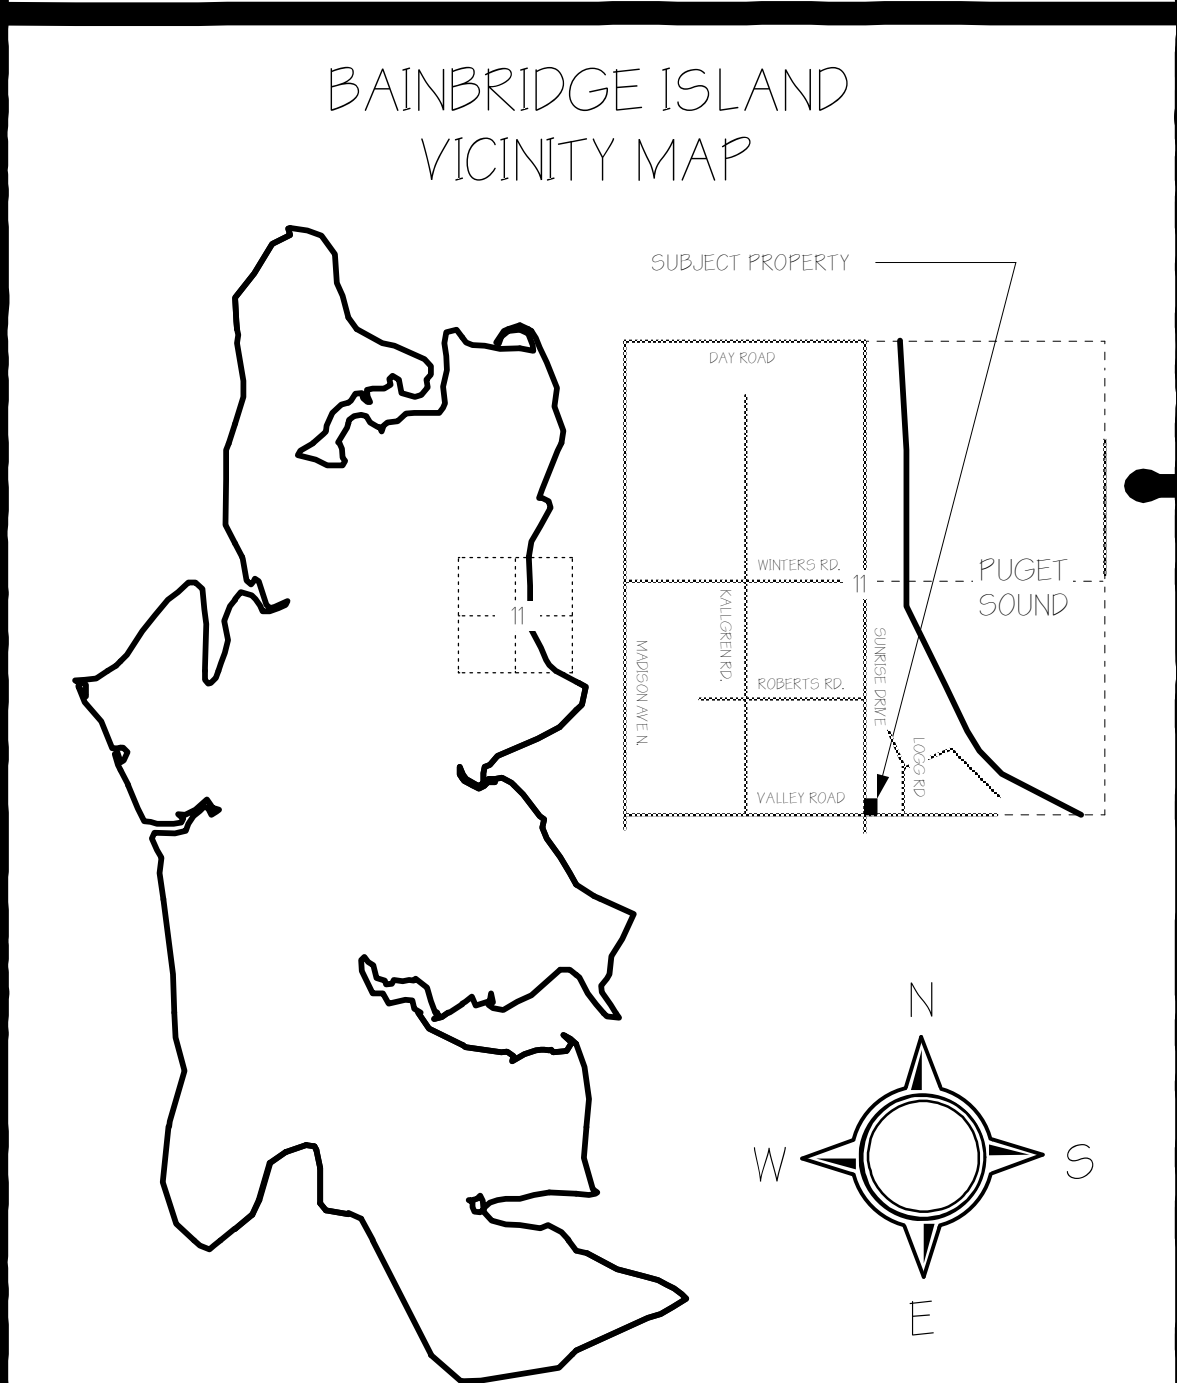 BAINBRIDGE ISLAND
VICINITY MAP
SUBJECT PROPERTY
DAY ROAD
WINTERS RD.
11
PUGET
SOUND
KALLGREN RD.
11
SUNRISE DRIVE
MADISON AVE N.
ROBERTS RD.
LOGG RD
VALLEY ROAD
N
W
S
E